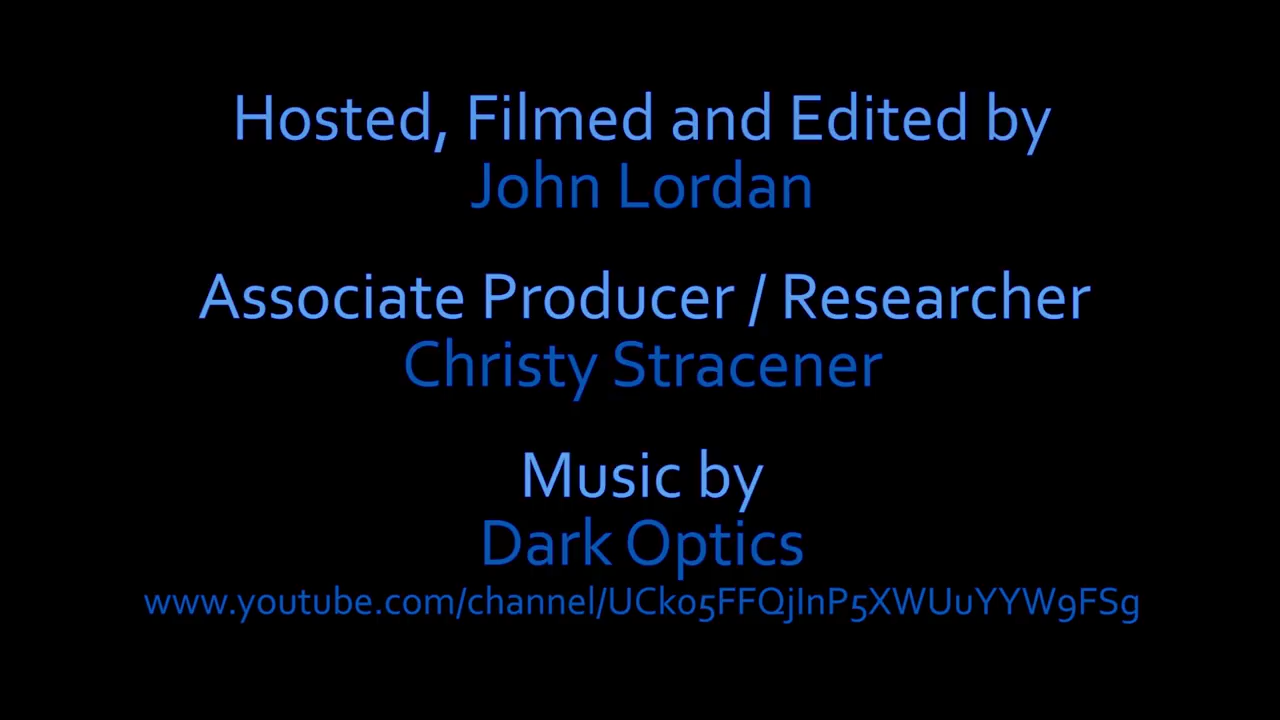 Hosted, Filmed and Edited by
John Lordan
Associate Producer / Researcher
Christy Stracener
Music by
Dark Optics
www.youtube.com/channel/UCko5FFQjInP5XWUuYYW9FSg